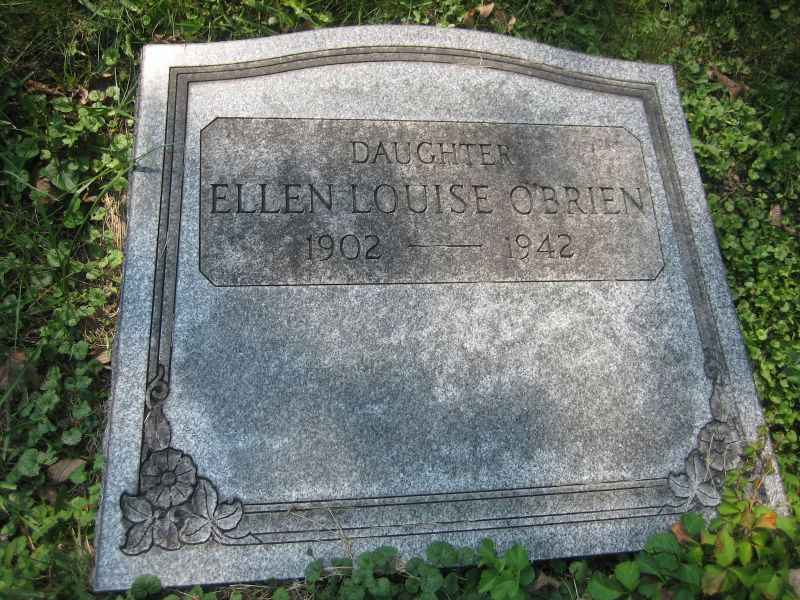 DAUGHTER
ELLEN LOUISE O'BRIEN
1902 — 1942